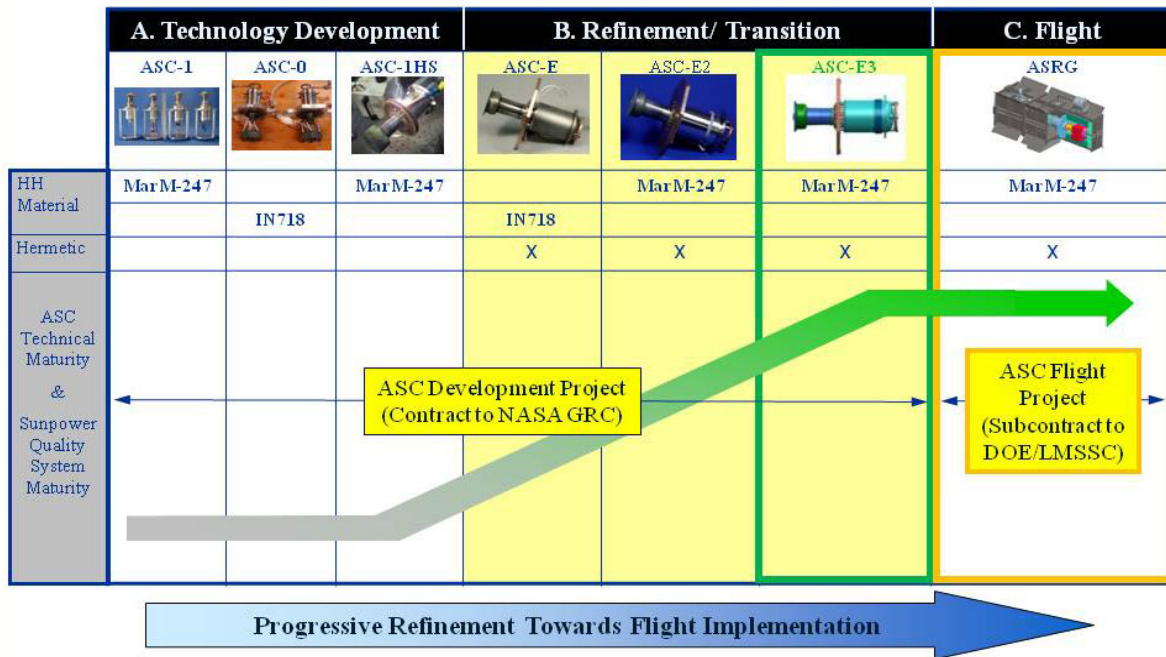 A. Technology Development
B. Refinement/ Transition
C. Flight
ASC-1
ASC-0
ASC-1HS
ASC-E
ASC-E2
ASC-E3
ASRG
HH
Material
MarM-247
MarM-247
MarM-247
MarM-247
MarM-247
IN718
IN718
Hermetic
X
X
X
X
ASC
Technical
Maturity
&
Sunpower
Quality
System
Maturity
ASC Development Project
(Contract to NASA GRC)
ASC Flight
Project
(Subcontract to
DOE/LMSSC)
Progressive Refinement Towards Flight Implementation